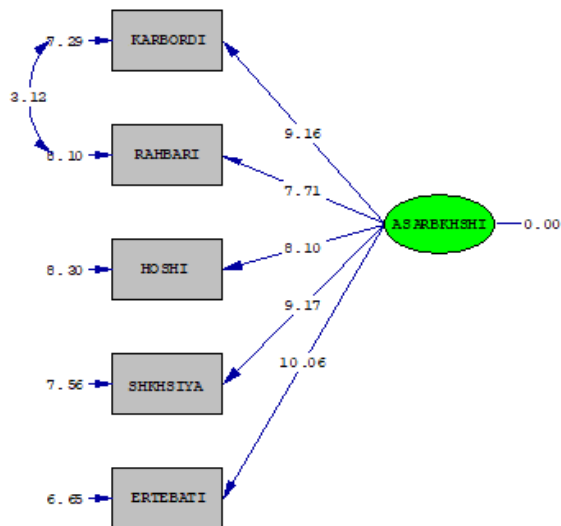 7.29 KARBORDI
3.12
9.16
8.10 RAHBARI
7.71
ASARBKHSHI 0.00
8.10
8.30 HOSHI
9.17
10.06
7.56 SHKHSIYA
6.65 ERTEBATI